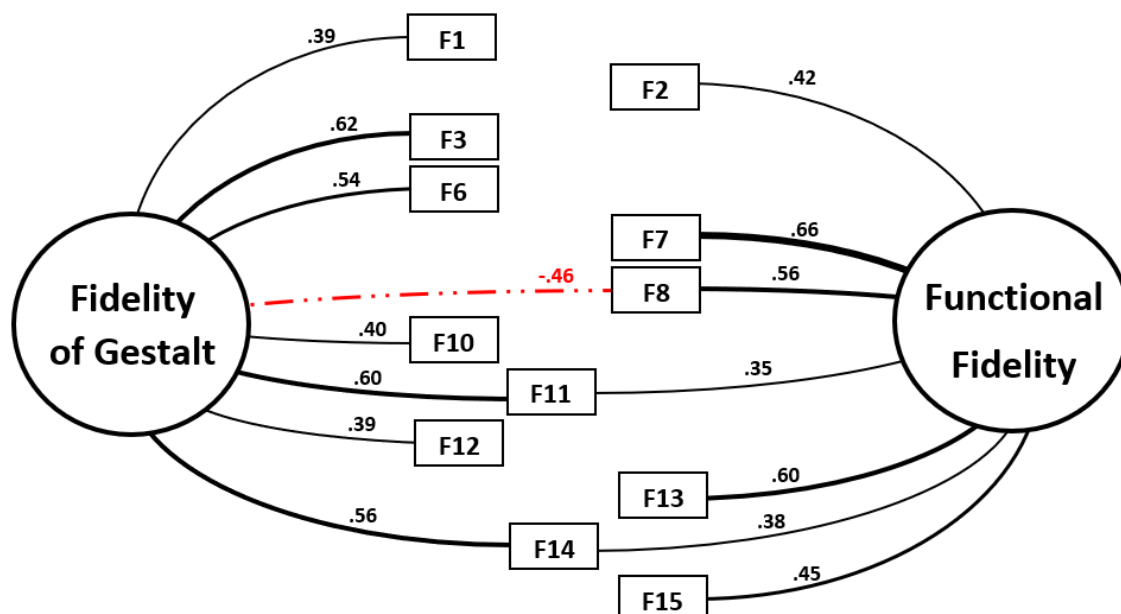 .39
F1
F2
.42
.62
F3
.54
F6
F7
.66
-.46
F8
.56
Fidelity
of Gestalt
Functional
Fidelity
.40
F10
.60
F11
.35
.39
F12
F13
.60
.56
F14
.38
F15
.45